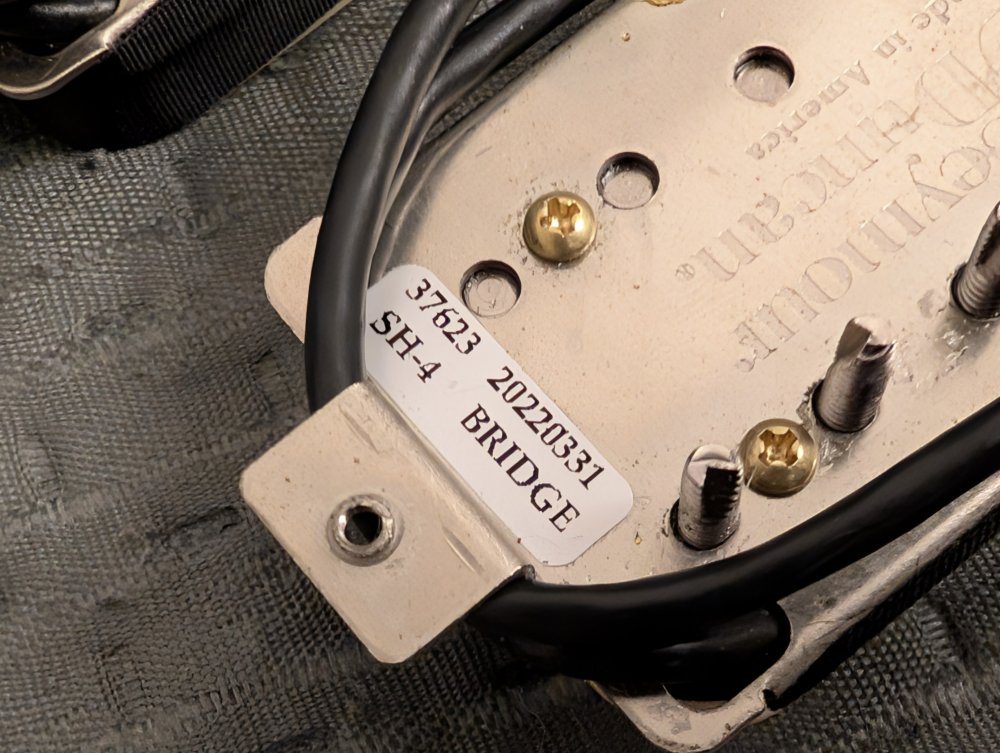 37623 20220331
SH-4 BRIDGE
Seymour
Duncan®
Made in America